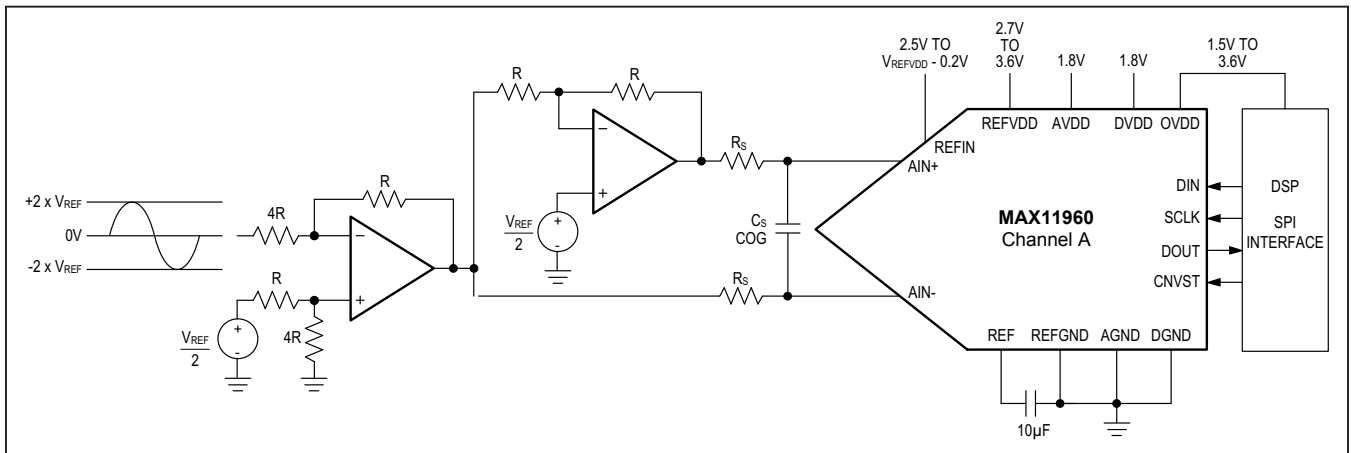 +2 x VREF
0V
-2 x VREF
4R
R
R
4R
VREF
2
−
+
+
-
R
R
−
+
VREF
2
+
-
RS
RS
CS
COG
2.5V TO
VREFVDD - 0.2V
2.7V
TO
3.6V
1.8V
1.8V
1.5V TO
3.6V
REFVDD
AVDD
DVDD
OVDD
REFIN
AIN+
AIN-
MAX11960
Channel A
DIN
SCLK
DOUT
CNVST
DSP
SPI
INTERFACE
REF
REFGND
AGND
DGND
10µF